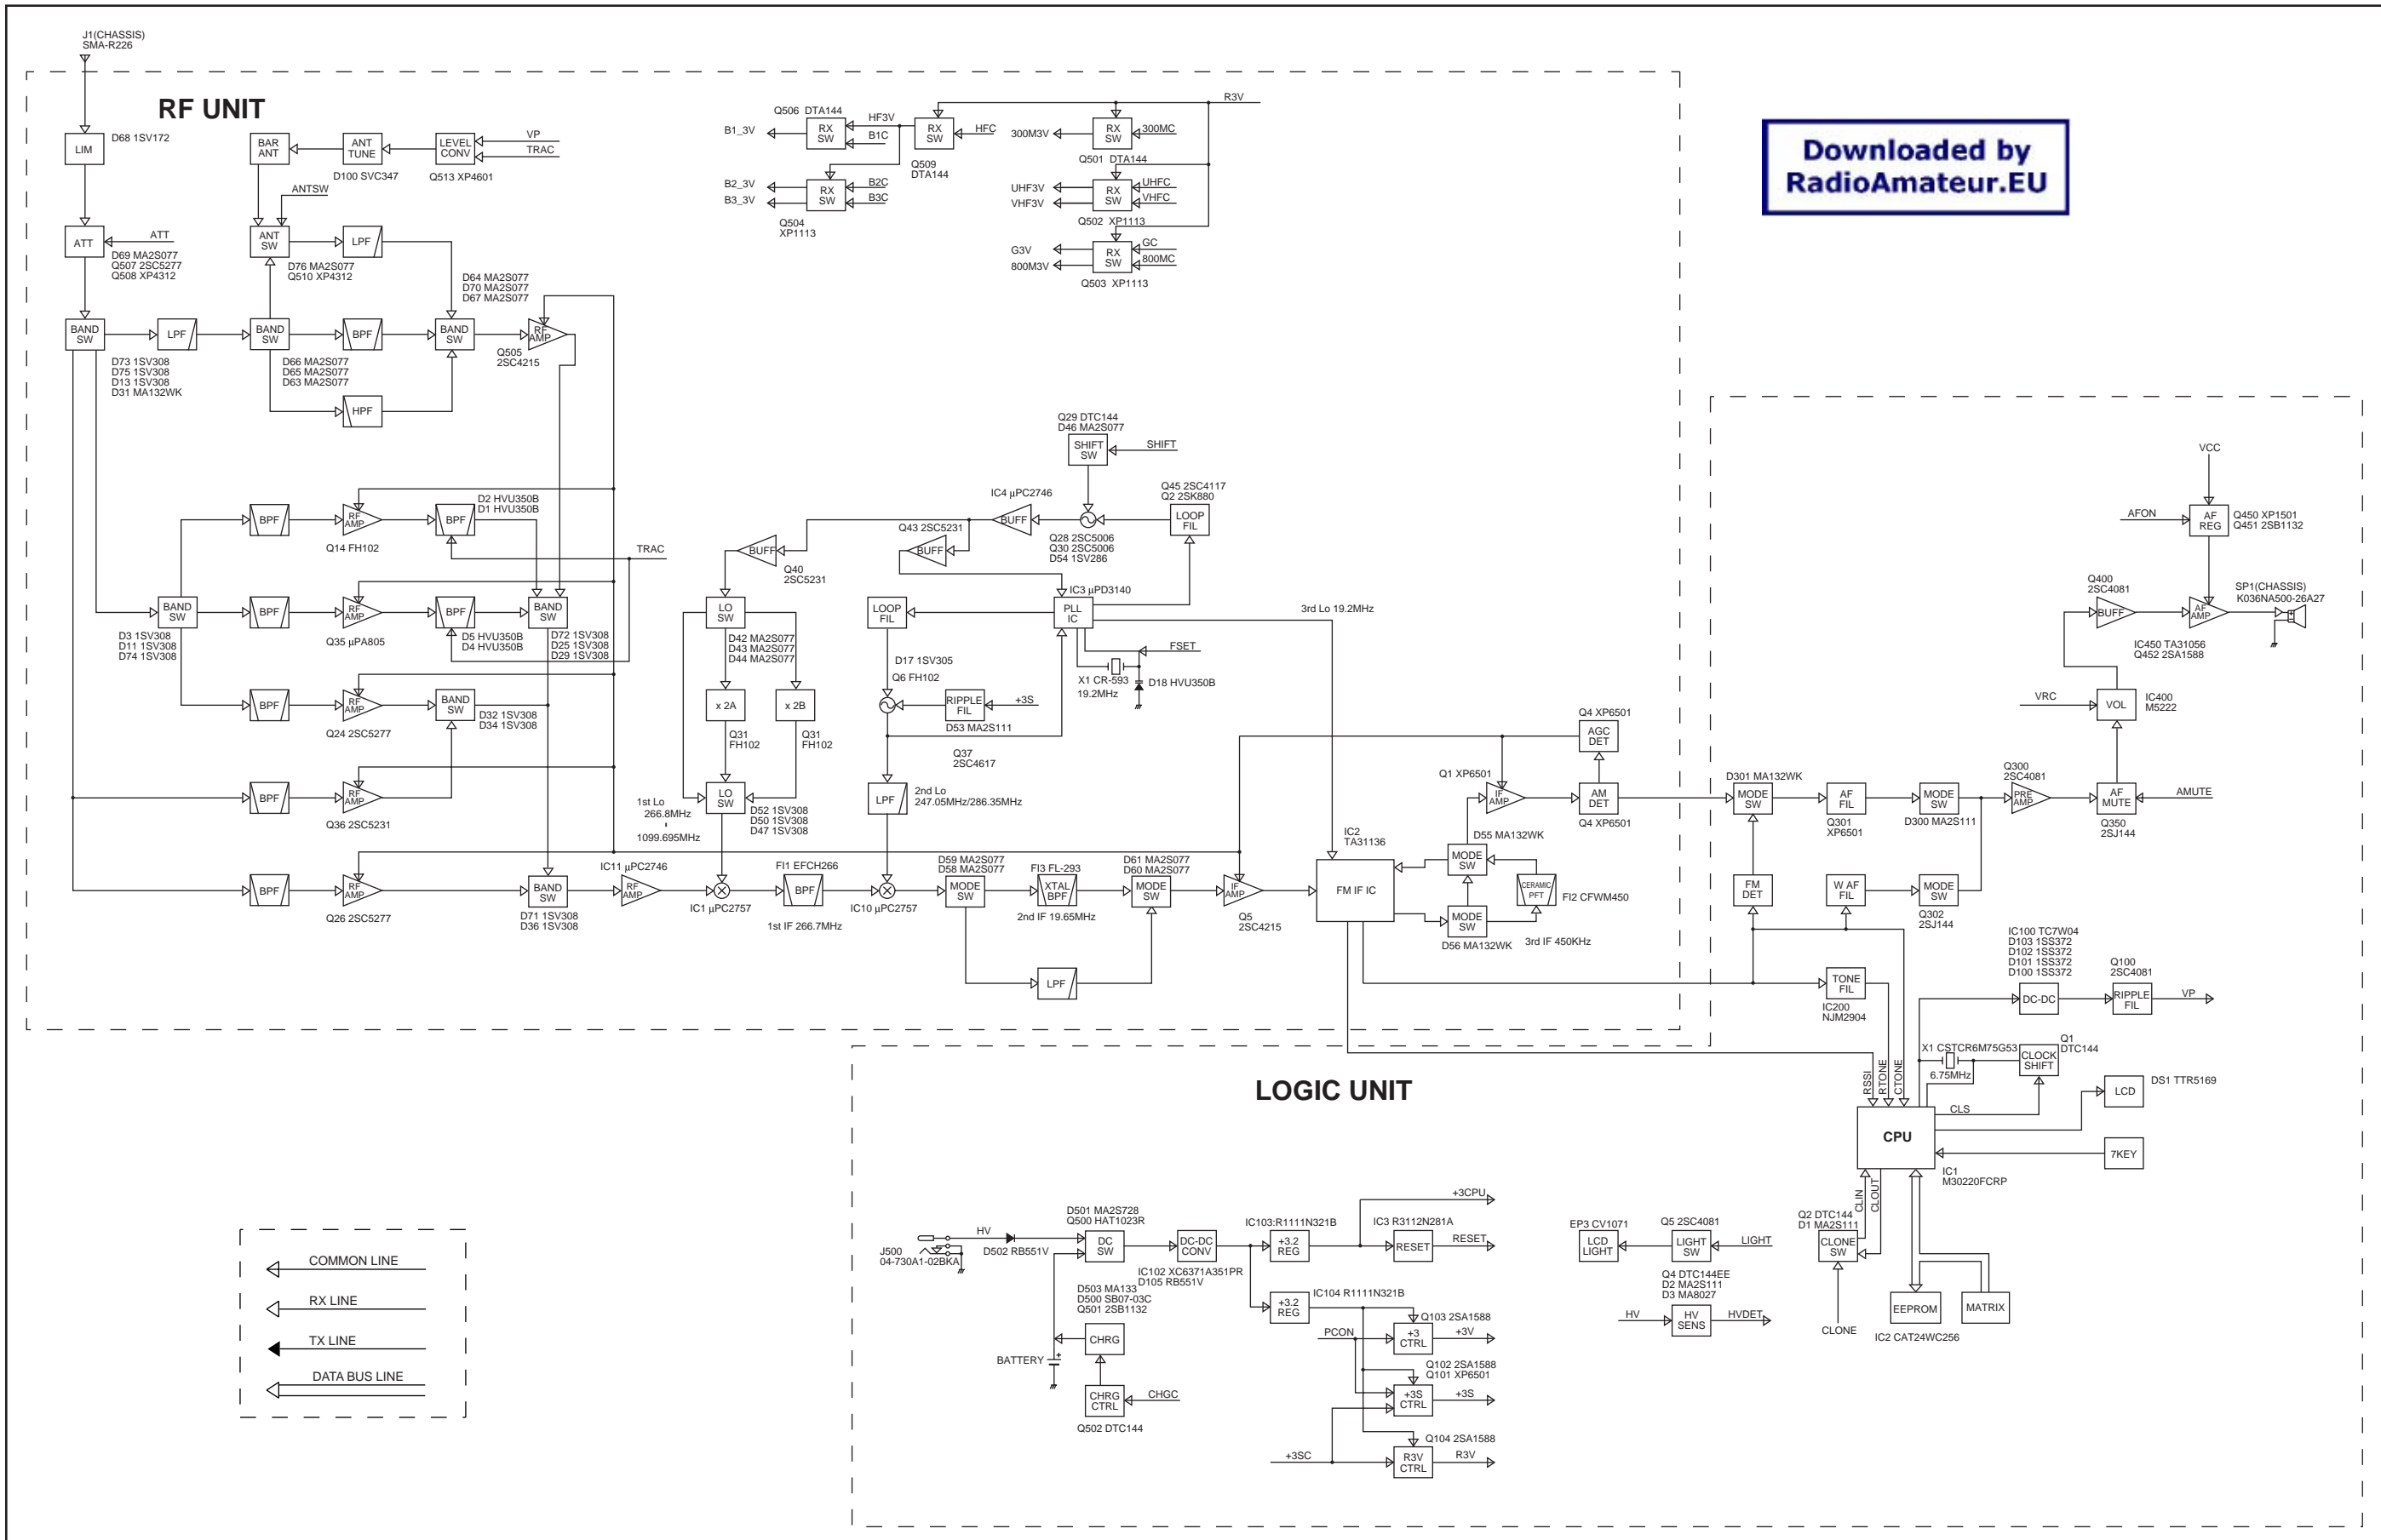 J1(CHASSIS)
SMA-R226
RF UNIT
LIM
D68 1SV172
BAR
ANT
ANT
TUNE
D100 SVC347
LEVEL
CONV
Q513 XP4601
VP
TRAC
ANTSW
ATT
ATT
D69 MA2S077
Q507 2SC5277
Q508 XP4312
ANT
SW
D76 MA2S077
Q510 XP4312
LPF
D64 MA2S077
D70 MA2S077
D67 MA2S077
BAND
SW
D73 1SV308
D75 1SV308
D13 1SV308
D31 MA132WK
LPF
BAND
SW
D66 MA2S077
D65 MA2S077
D63 MA2S077
BPF
BAND
SW
RF
AMP
Q505
2SC4215
HPF
Q506 DTA144
B1_3V
RX
SW
HF3V
B1C
RX
SW
HFC
Q509
DTA144
B2_3V
B3_3V
RX
SW
B2C
B3C
Q504
XP1113
R3V
300M3V
RX
SW
300MC
Q501 DTA144
UHF3V
VHF3V
RX
SW
UHFC
VHFC
Q502 XP1113
G3V
800M3V
RX
SW
GC
800MC
Q503 XP1113
Downloaded by
RadioAmateur.EU
BPF
RF
AMP
Q14 FH102
BPF
D2 HVU350B
D1 HVU350B
TRAC
BAND
SW
D3 1SV308
D11 1SV308
D74 1SV308
BPF
RF
AMP
Q35 µPA805
BPF
D5 HVU350B
D4 HVU350B
BAND
SW
D72 1SV308
D25 1SV308
D29 1SV308
BPF
RF
AMP
Q24 2SC5277
BAND
SW
D32 1SV308
D34 1SV308
BPF
RF
AMP
Q36 2SC5231
BPF
RF
AMP
Q26 2SC5277
BAND
SW
D71 1SV308
D36 1SV308
RF
AMP
IC11 µPC2746
IC1 µPC2757
FI1 EFCH266
BPF
1st IF 266.7MHz
IC10 µPC2757
Q29 DTC144
D46 MA2S077
SHIFT
SW
SHIFT
IC4 µPC2746
BUFF
Q28 2SC5006
Q30 2SC5006
D54 1SV286
Q45 2SC4117
Q2 2SK880
LOOP
FIL
Q43 2SC5231
BUFF
BUFF
Q40
2SC5231
LO
SW
D42 MA2S077
D43 MA2S077
D44 MA2S077
x 2A
x 2B
Q31
FH102
Q31
FH102
LO
SW
D52 1SV308
D50 1SV308
D47 1SV308
1st Lo
266.8MHz
-
1099.695MHz
LOOP
FIL
IC3 µPD3140
PLL
IC
3rd Lo 19.2MHz
FSET
X1 CR-593
19.2MHz
D18 HVU350B
D17 1SV305
Q6 FH102
RIPPLE
FIL
+3S
D53 MA2S111
Q37
2SC4617
LPF
2nd Lo
247.05MHz/286.35MHz
D59 MA2S077
D58 MA2S077
MODE
SW
FI3 FL-293
XTAL
BPF
2nd IF 19.65MHz
D61 MA2S077
D60 MA2S077
MODE
SW
LPF
IF
AMP
Q5
2SC4215
IC2
TA31136
FM IF IC
Q1 XP6501
IF
AMP
Q4 XP6501
AGC
DET
AM
DET
Q4 XP6501
D55 MA132WK
MODE
SW
MODE
SW
D56 MA132WK
CERAMIC
PFT
FI2 CFWM450
3rd IF 450KHz
D301 MA132WK
MODE
SW
AF
FIL
Q301
XP6501
MODE
SW
D300 MA2S111
Q300
2SC4081
PRE
AMP
AF
MUTE
AMUTE
Q350
2SJ144
FM
DET
W AF
FIL
MODE
SW
Q302
2SJ144
TONE
FIL
IC200
NJM2904
VCC
AFON
AF
REG
Q450 XP1501
Q451 2SB1132
Q400
2SC4081
BUFF
AF
AMP
IC450 TA31056
Q452 2SA1588
SP1(CHASSIS)
K036NA500-26A27
VRC
VOL
IC400
M5222
IC100 TC7W04
D103 1SS372
D102 1SS372
D101 1SS372
D100 1SS372
DC-DC
Q100
2SC4081
RIPPLE
FIL
VP
X1 CSTCR6M75G53
6.75MHz
CLOCK
SHIFT
Q1
DTC144
RSSI
RTONE
CTONE
CLS
LCD
DS1 TTR5169
CPU
7KEY
IC1
M30220FCRP
CLIN
CLOUT
Q2 DTC144
D1 MA2S111
CLONE
SW
CLONE
EEPROM
MATRIX
IC2 CAT24WC256
LOGIC UNIT
J500
04-730A1-02BKA
HV
D502 RB551V
D501 MA2S728
Q500 HAT1023R
DC
SW
DC-DC
CONV
IC102 XC6371A351PR
D105 RB551V
D503 MA133
D500 SB07-03C
Q501 2SB1132
CHRG
BATTERY
+
CHRG
CTRL
CHGC
Q502 DTC144
IC103:R1111N321B
+3.2
REG
+3CPU
IC3 R3112N281A
RESET
RESET
IC104 R1111N321B
+3.2
REG
PCON
Q103 2SA1588
+3
CTRL
+3V
Q102 2SA1588
Q101 XP6501
+3S
CTRL
+3S
Q104 2SA1588
+3SC
R3V
CTRL
R3V
EP3 CV1071
LCD
LIGHT
Q5 2SC4081
LIGHT
SW
LIGHT
Q4 DTC144EE
D2 MA2S111
D3 MA8027
HV
HV
SENS
HVDET
COMMON LINE
RX LINE
TX LINE
DATA BUS LINE